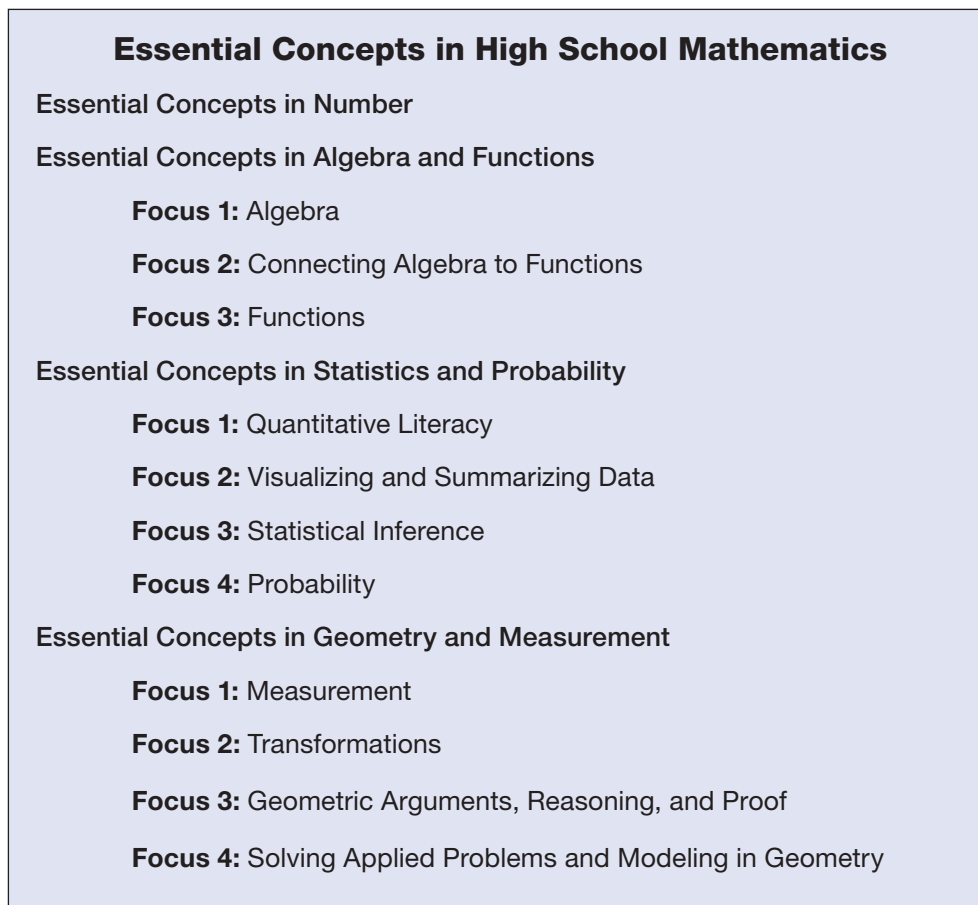 Essential Concepts in High School Mathematics
Essential Concepts in Number
Essential Concepts in Algebra and Functions
Focus 1: Algebra
Focus 2: Connecting Algebra to Functions
Focus 3: Functions
Essential Concepts in Statistics and Probability
Focus 1: Quantitative Literacy
Focus 2: Visualizing and Summarizing Data
Focus 3: Statistical Inference
Focus 4: Probability
Essential Concepts in Geometry and Measurement
Focus 1: Measurement
Focus 2: Transformations
Focus 3: Geometric Arguments, Reasoning, and Proof
Focus 4: Solving Applied Problems and Modeling in Geometry